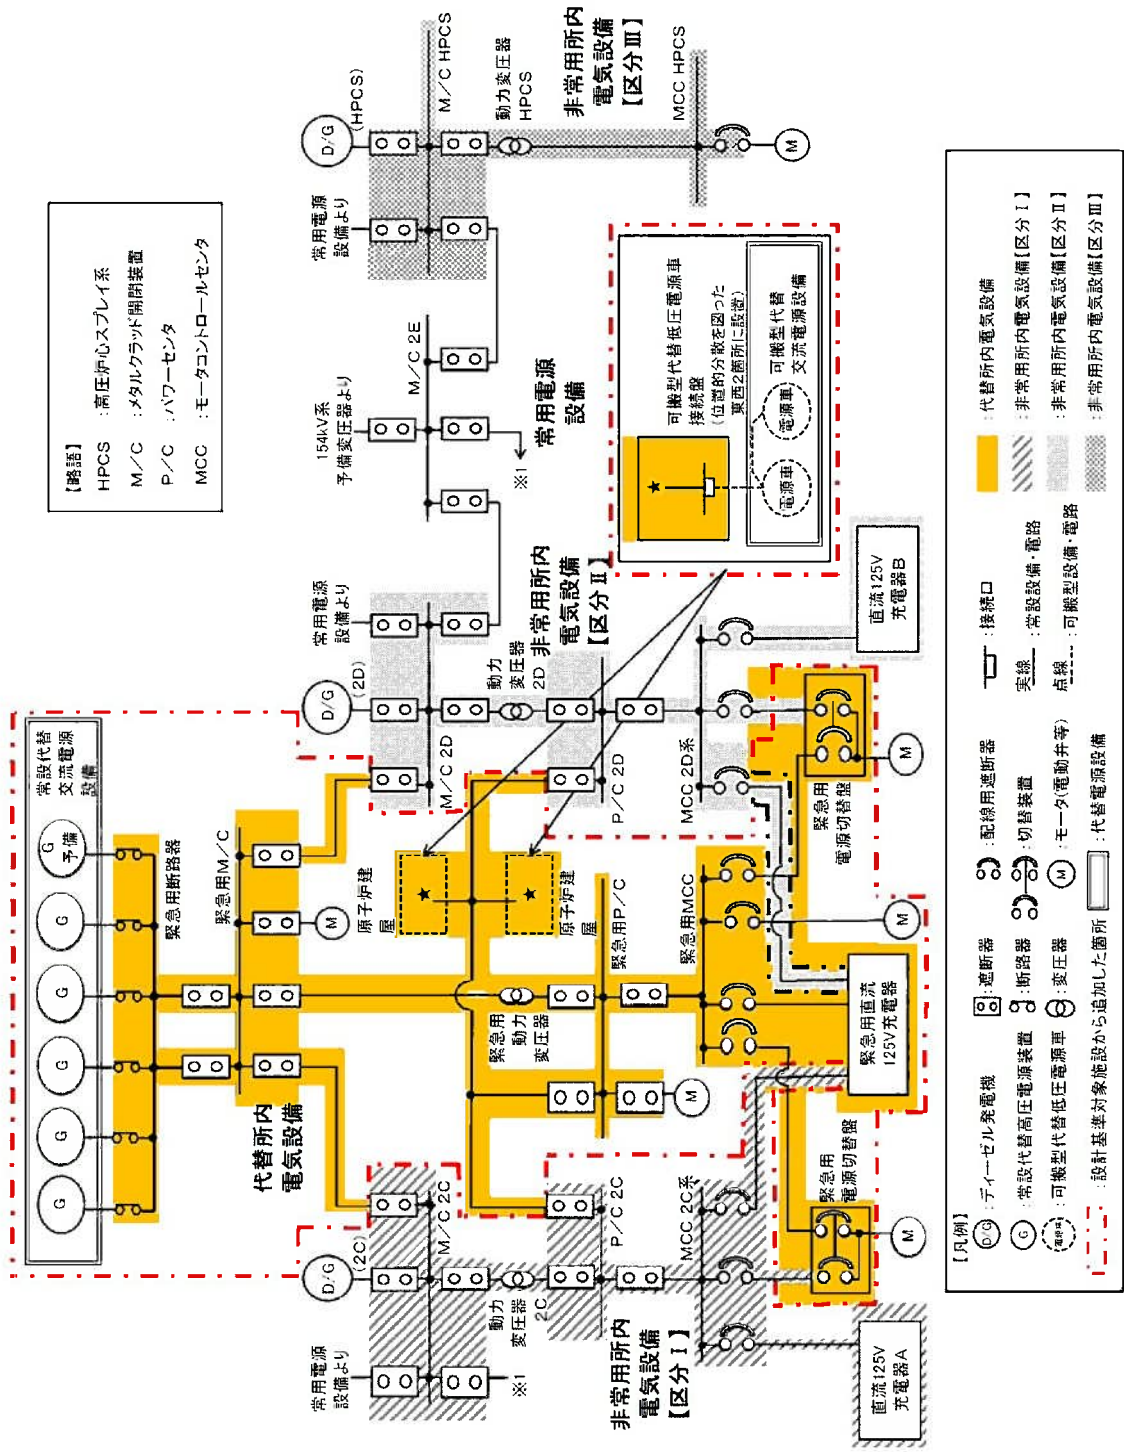 【略語】
HPCS :高圧炉心スプレイ系
M/C :メタルクラッド開閉装置
P/C :パワーセンタ
MCC :モータコントロールセンタ
常設代替
交流電源
設備
G
G
G
G
G
G
予備
緊急用断路器
緊急用M/C
代替所内
電気設備
M
原子炉建
屋
★
原子炉建
屋
★
緊急用
動力
変圧器
緊急用P/C
M
緊急用MCC
M
緊急用直流
125V充電器
緊急用
電源切替盤
M
緊急用
電源切替盤
M
常用電源
設備より
D/G
(2C)
M/C 2C
※1
動力
変圧器
2C
P/C 2C
非常用所内
電気設備
【区分Ⅰ】
MCC 2C系
直流125V
充電器A
D/G
(2D)
常用電源
設備より
M/C 2D
動力
変圧器
2D
非常用所内
電気設備
【区分Ⅱ】
P/C 2D
MCC 2D系
直流125V
充電器B
154kV系
予備変圧器より
M/C 2E
※1
常用電源
設備
常用電源
設備より
D/G
(HPCS)
M/C HPCS
動力変圧器
HPCS
非常用所内
電気設備
【区分Ⅲ】
MCC HPCS
M
可搬型代替低圧電源車
接続盤
(位置的分散を図った
東西2箇所に設置)
★
電源車
電源車
可搬型代替
交流電源設備
【凡例】
D/G :ディーゼル発電機
G :常設代替高圧電源装置
:可搬型代替低圧電源車
:設計基準対象施設から追加した箇所
:遮断器
:断路器
:変圧器
:代替電源設備
:配線用遮断器
:切替装置
M :モータ(電動弁等)
:接続口
実線 :常設設備・電路
点線 :可搬型設備・電路
:代替所内電気設備
:非常用所内電気設備【区分Ⅰ】
:非常用所内電気設備【区分Ⅱ】
:非常用所内電気設備【区分Ⅲ】